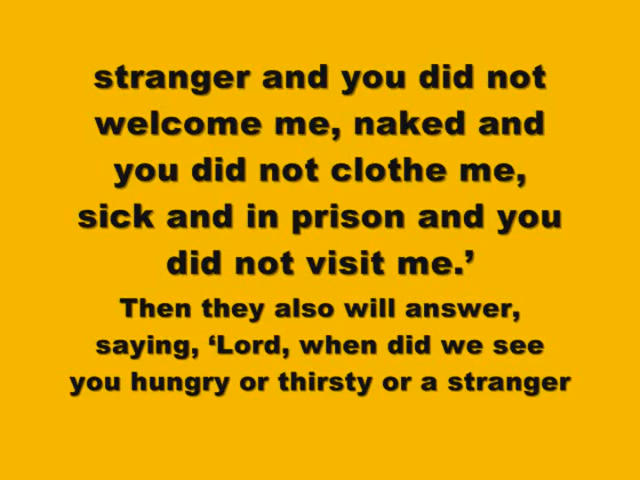 stranger and you did not
welcome me, naked and
you did not clothe me,
sick and in prison and you
did not visit me.’
Then they also will answer,
saying, ‘Lord, when did we see
you hungry or thirsty or a stranger